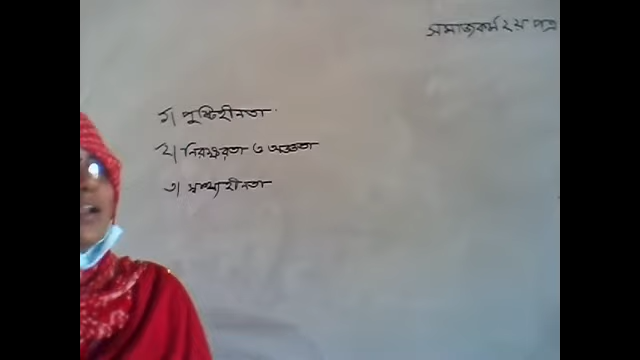 সমাজকর্ম ২য় পত্র
১| পুষ্টিহীনতা
২| নিরক্ষরতা ও অজ্ঞতা
৩| স্বাস্থ্যহীনতা